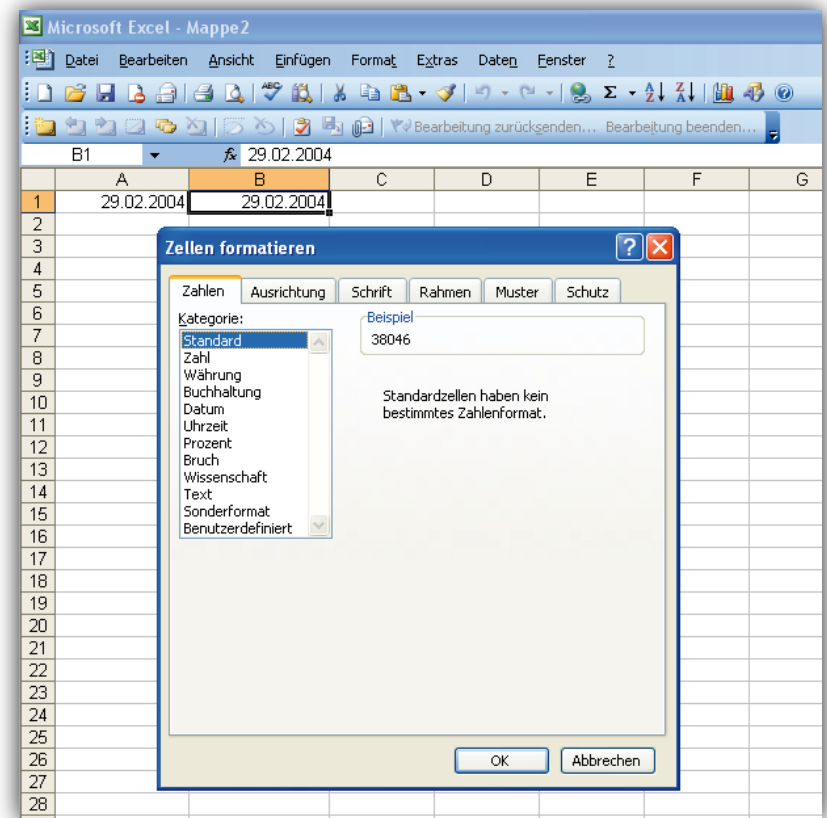 Microsoft Excel - Mappe2
Datei Bearbeiten Ansicht Einfügen Format Extras Daten Fenster ?
ABC Σ A Z Z A
Bearbeitung zurücksenden... Bearbeitung beenden...
B1 fx 29.02.2004
A B C D E F G
1 29.02.2004 29.02.2004
2
3
4
5
6
7
8
9
10
11
12
13
14
15
16
17
18
19
20
21
22
23
24
25
26
27
28
Zellen formatieren ? X
Zahlen Ausrichtung Schrift Rahmen Muster Schutz
Kategorie:
Standard
Zahl
Währung
Buchhaltung
Datum
Uhrzeit
Prozent
Bruch
Wissenschaft
Text
Sonderformat
Benutzerdefiniert
Beispiel
38046
Standardzellen haben kein
bestimmtes Zahlenformat.
OK Abbrechen